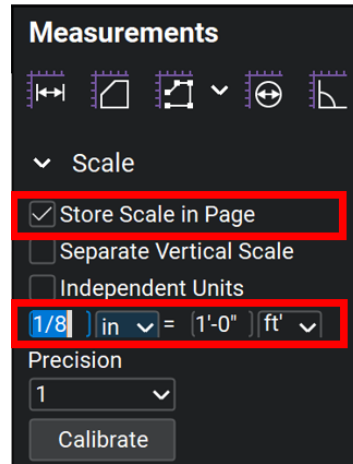 Measurements
Scale
Store Scale in Page
Separate Vertical Scale
Independent Units
1/8 in = 1'-0" ft'
Precision
1
Calibrate